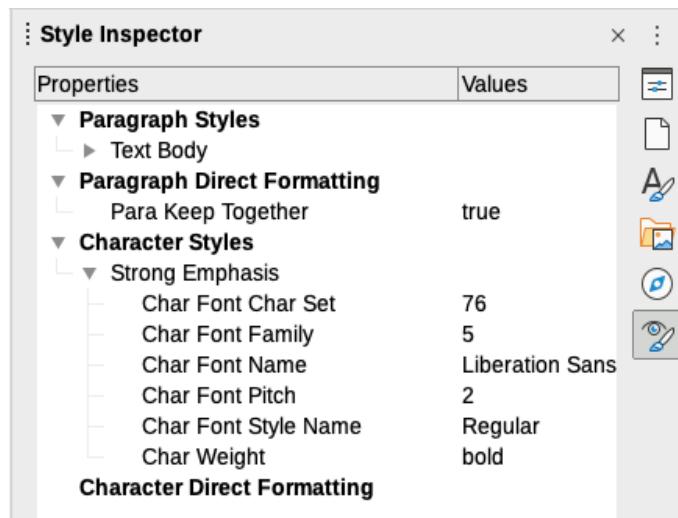 Style Inspector
Properties Values
Paragraph Styles
Text Body
Paragraph Direct Formatting
Para Keep Together true
Character Styles
Strong Emphasis
Char Font Char Set 76
Char Font Family 5
Char Font Name Liberation Sans
Char Font Pitch 2
Char Font Style Name Regular
Char Weight bold
Character Direct Formatting